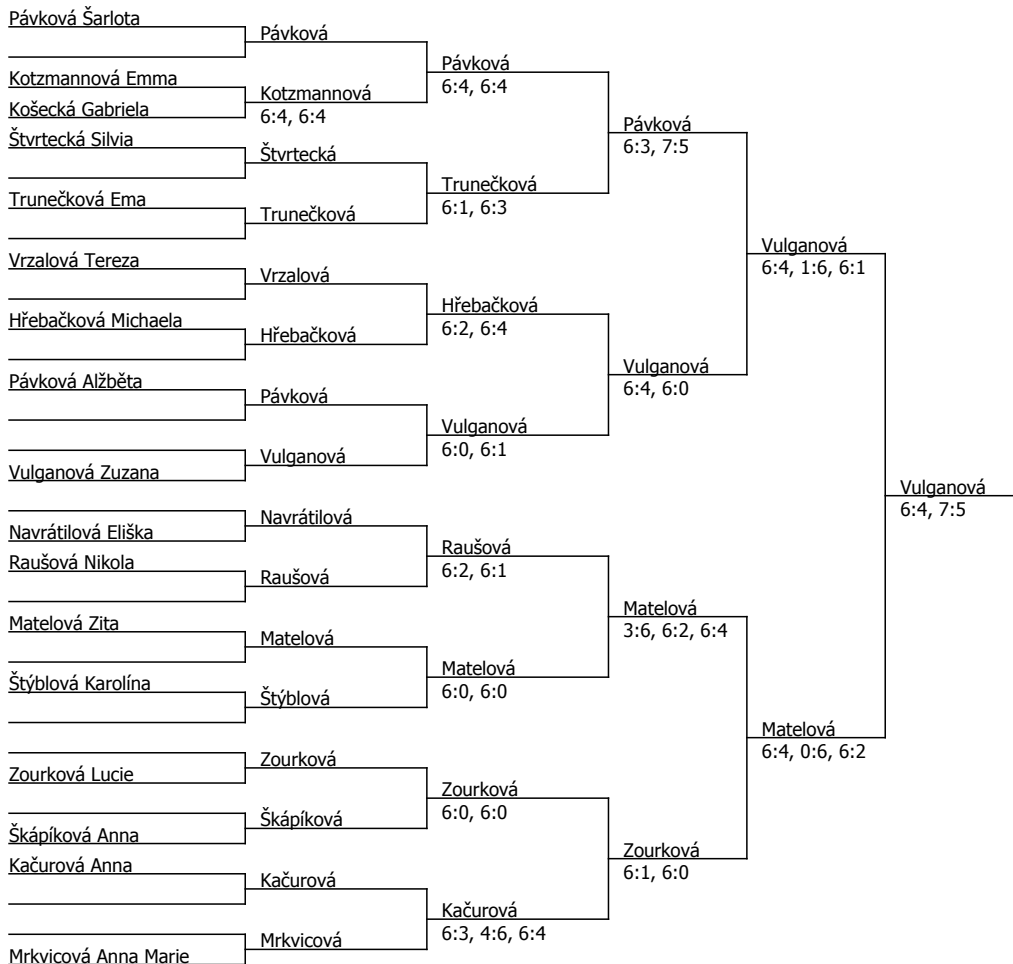 Pávková Šarlota
Kotzmannová Emma
Košecká Gabriela
Štvrtecká Silvia
Trunečková Ema
Vrzalová Tereza
Hřebačková Michaela
Pávková Alžběta
Vulganová Zuzana
Navrátilová Eliška
Raušová Nikola
Matelová Zita
Štýblová Karolína
Zourková Lucie
Škápíková Anna
Kačurová Anna
Mrkvicová Anna Marie
Pávková
Kotzmannová
6:4, 6:4
Štvrtecká
Trunečková
Vrzalová
Hřebačková
Pávková
Vulganová
Navrátilová
Raušová
Matelová
Štýblová
Zourková
Škápíková
Kačurová
Mrkvicová
Pávková
6:4, 6:4
Trunečková
6:1, 6:3
Hřebačková
6:2, 6:4
Vulganová
6:0, 6:1
Raušová
6:2, 6:1
Matelová
6:0, 6:0
Zourková
6:0, 6:0
Kačurová
6:3, 4:6, 6:4
Pávková
6:3, 7:5
Vulganová
6:4, 6:0
Matelová
3:6, 6:2, 6:4
Zourková
6:1, 6:0
Vulganová
6:4, 1:6, 6:1
Matelová
6:4, 0:6, 6:2
Vulganová
6:4, 7:5